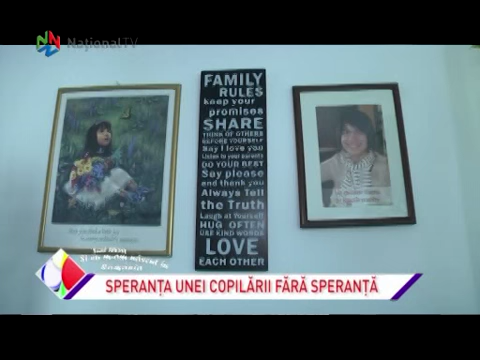 NaționalTV
FAMILY
RULES
keep your
promises
SHARE
THINK OF OTHERS
BEFORE YOURSELF
Say I love you
Listen to your parents
DO YOUR BEST
Say please
and thank you
Always Tell
the Truth
Laugh at Yourself
HUG OFTEN
USE KIND WORDS
LOVE
EACH OTHER
România
SPERANȚA UNEI COPILĂRII FĂRĂ SPERANȚĂ